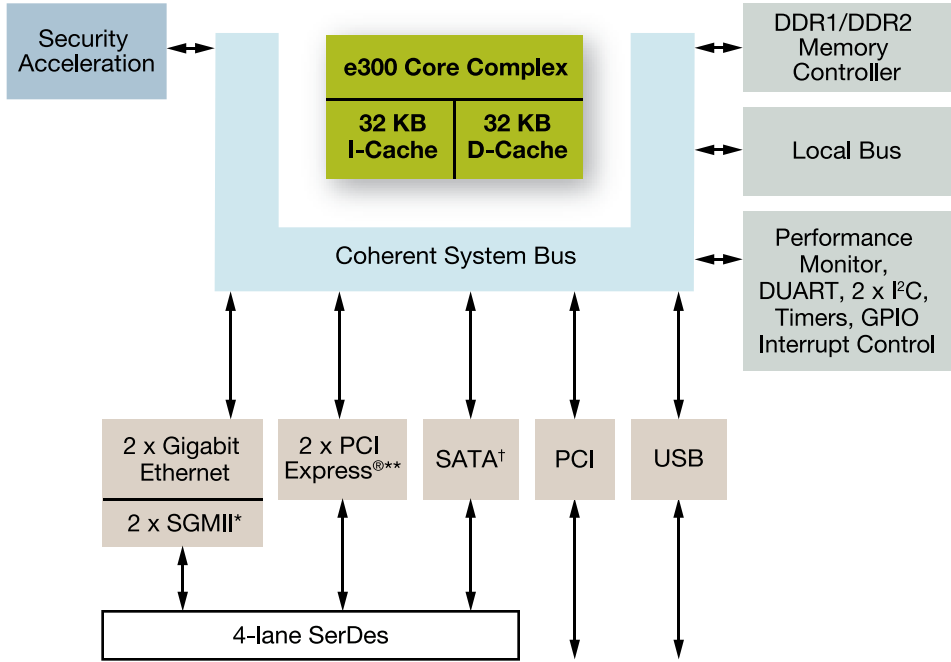 Security
Acceleration
e300 Core Complex
32 KB
I-Cache
32 KB
D-Cache
DDR1/DDR2
Memory
Controller
Local Bus
Coherent System Bus
Performance
Monitor,
DUART, 2 x I²C,
Timers, GPIO
Interrupt Control
2 x Gigabit
Ethernet
2 x SGMII*
2 x PCI
Express®**
SATA†
PCI
USB
4-lane SerDes